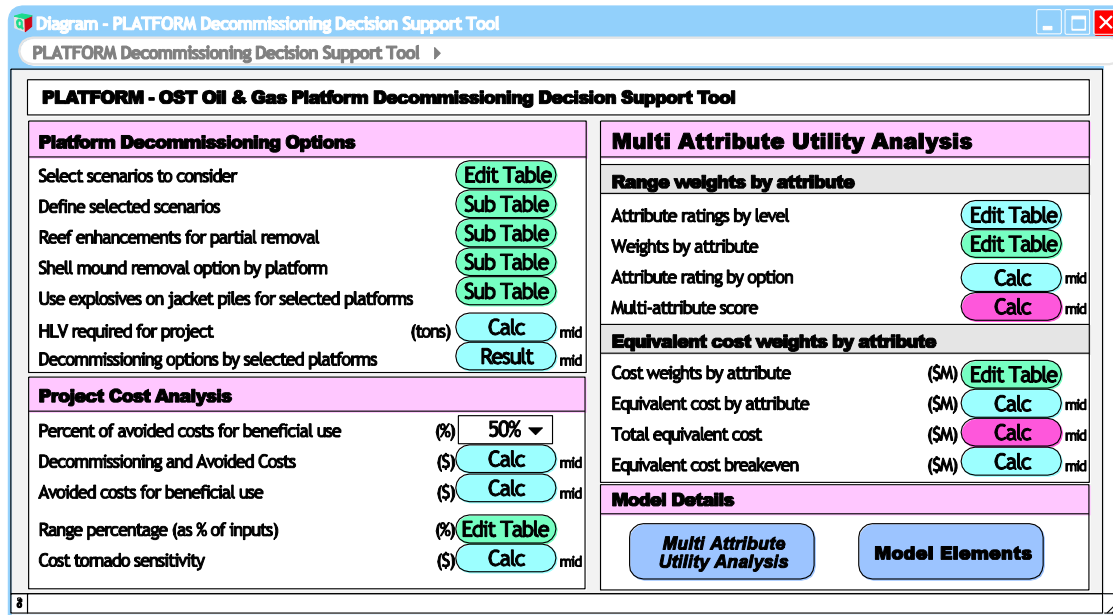 Diagram - PLATFORM Decommissioning Decision Support Tool
PLATFORM Decommissioning Decision Support Tool
PLATFORM - OST Oil & Gas Platform Decommissioning Decision Support Tool
Platform Decommissioning Options
Select scenarios to consider Edit Table
Define selected scenarios Sub Table
Reef enhancements for partial removal Sub Table
Shell mound removal option by platform Sub Table
Use explosives on jacket piles for selected platforms Sub Table
HLV required for project (tons) Calc mid
Decommissioning options by selected platforms Result mid
Project Cost Analysis
Percent of avoided costs for beneficial use (%) 50%
Decommissioning and Avoided Costs ($) Calc mid
Avoided costs for beneficial use ($) Calc mid
Range percentage (as % of inputs) (%) Edit Table
Cost tornado sensitivity ($) Calc mid
Multi Attribute Utility Analysis
Range weights by attribute
Attribute ratings by level Edit Table
Weights by attribute Edit Table
Attribute rating by option Calc mid
Multi-attribute score Calc mid
Equivalent cost weights by attribute
Cost weights by attribute ($M) Edit Table
Equivalent cost by attribute ($M) Calc mid
Total equivalent cost ($M) Calc mid
Equivalent cost breakeven ($M) Calc mid
Model Details
Multi Attribute
Utility Analysis
Model Elements